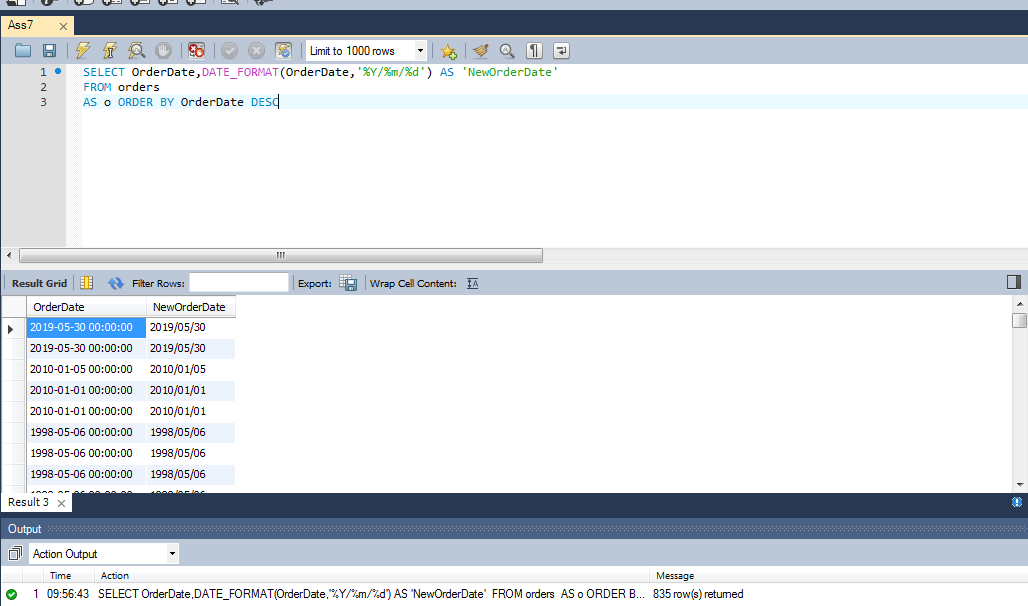 Ass7
Limit to 1000 rows
1 SELECT OrderDate,DATE_FORMAT(OrderDate,'%Y/%m/%d') AS 'NewOrderDate'
2 FROM orders
3 AS o ORDER BY OrderDate DESC
Result Grid Filter Rows: Export: Wrap Cell Content:
OrderDate NewOrderDate
2019-05-30 00:00:00 2019/05/30
2019-05-30 00:00:00 2019/05/30
2010-01-05 00:00:00 2010/01/05
2010-01-01 00:00:00 2010/01/01
2010-01-01 00:00:00 2010/01/01
1998-05-06 00:00:00 1998/05/06
1998-05-06 00:00:00 1998/05/06
1998-05-06 00:00:00 1998/05/06
Result 3
Output
Action Output
Time Action Message
1 09:56:43 SELECT OrderDate,DATE_FORMAT(OrderDate,'%Y/%m/%d') AS 'NewOrderDate' FROM orders AS o ORDER B... 835 row(s) returned